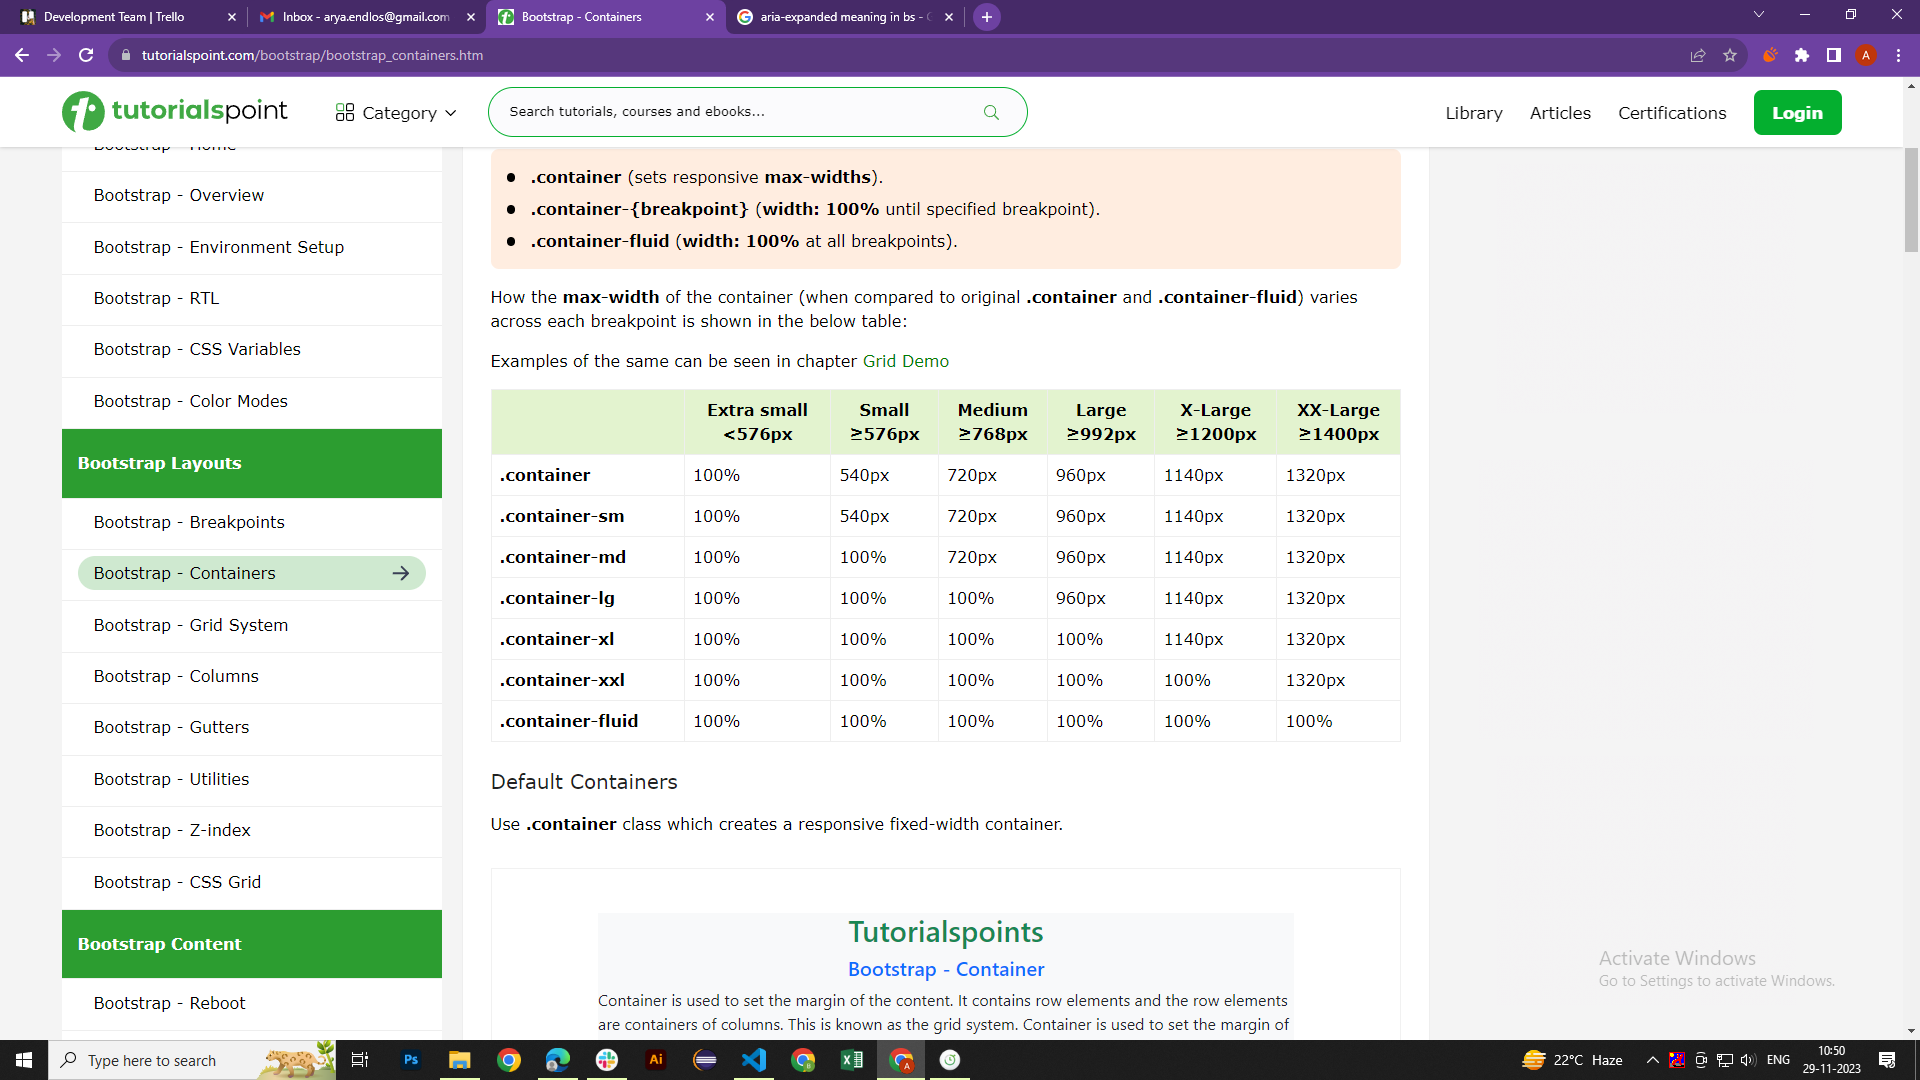 Development Team | Trello
Inbox - arya.endlos@gmail.com
Bootstrap - Containers
aria-expanded meaning in bs -
tutorialspoint.com/bootstrap/bootstrap_containers.htm
A
tutorialspoint
Category
Search tutorials, courses and ebooks...
Library
Articles
Certifications
Login
Bootstrap - Home
Bootstrap - Overview
Bootstrap - Environment Setup
Bootstrap - RTL
Bootstrap - CSS Variables
Bootstrap - Color Modes
Bootstrap Layouts
Bootstrap - Breakpoints
Bootstrap - Containers
Bootstrap - Grid System
Bootstrap - Columns
Bootstrap - Gutters
Bootstrap - Utilities
Bootstrap - Z-index
Bootstrap - CSS Grid
Bootstrap Content
Bootstrap - Reboot
.container (sets responsive max-widths).
.container-{breakpoint} (width: 100% until specified breakpoint).
.container-fluid (width: 100% at all breakpoints).
How the max-width of the container (when compared to original .container and .container-fluid) varies
across each breakpoint is shown in the below table:
Examples of the same can be seen in chapter Grid Demo
Extra small Small Medium Large X-Large XX-Large
<576px ≥576px ≥768px ≥992px ≥1200px ≥1400px
.container 100% 540px 720px 960px 1140px 1320px
.container-sm 100% 540px 720px 960px 1140px 1320px
.container-md 100% 100% 720px 960px 1140px 1320px
.container-lg 100% 100% 100% 960px 1140px 1320px
.container-xl 100% 100% 100% 100% 1140px 1320px
.container-xxl 100% 100% 100% 100% 100% 1320px
.container-fluid 100% 100% 100% 100% 100% 100%
Default Containers
Use .container class which creates a responsive fixed-width container.
Tutorialspoints
Bootstrap - Container
Container is used to set the margin of the content. It contains row elements and the row elements
are containers of columns. This is known as the grid system. Container is used to set the margin of
Activate Windows
Go to Settings to activate Windows.
Type here to search
Ps
Ai
A
22°C Haze
ENG
10:50
29-11-2023